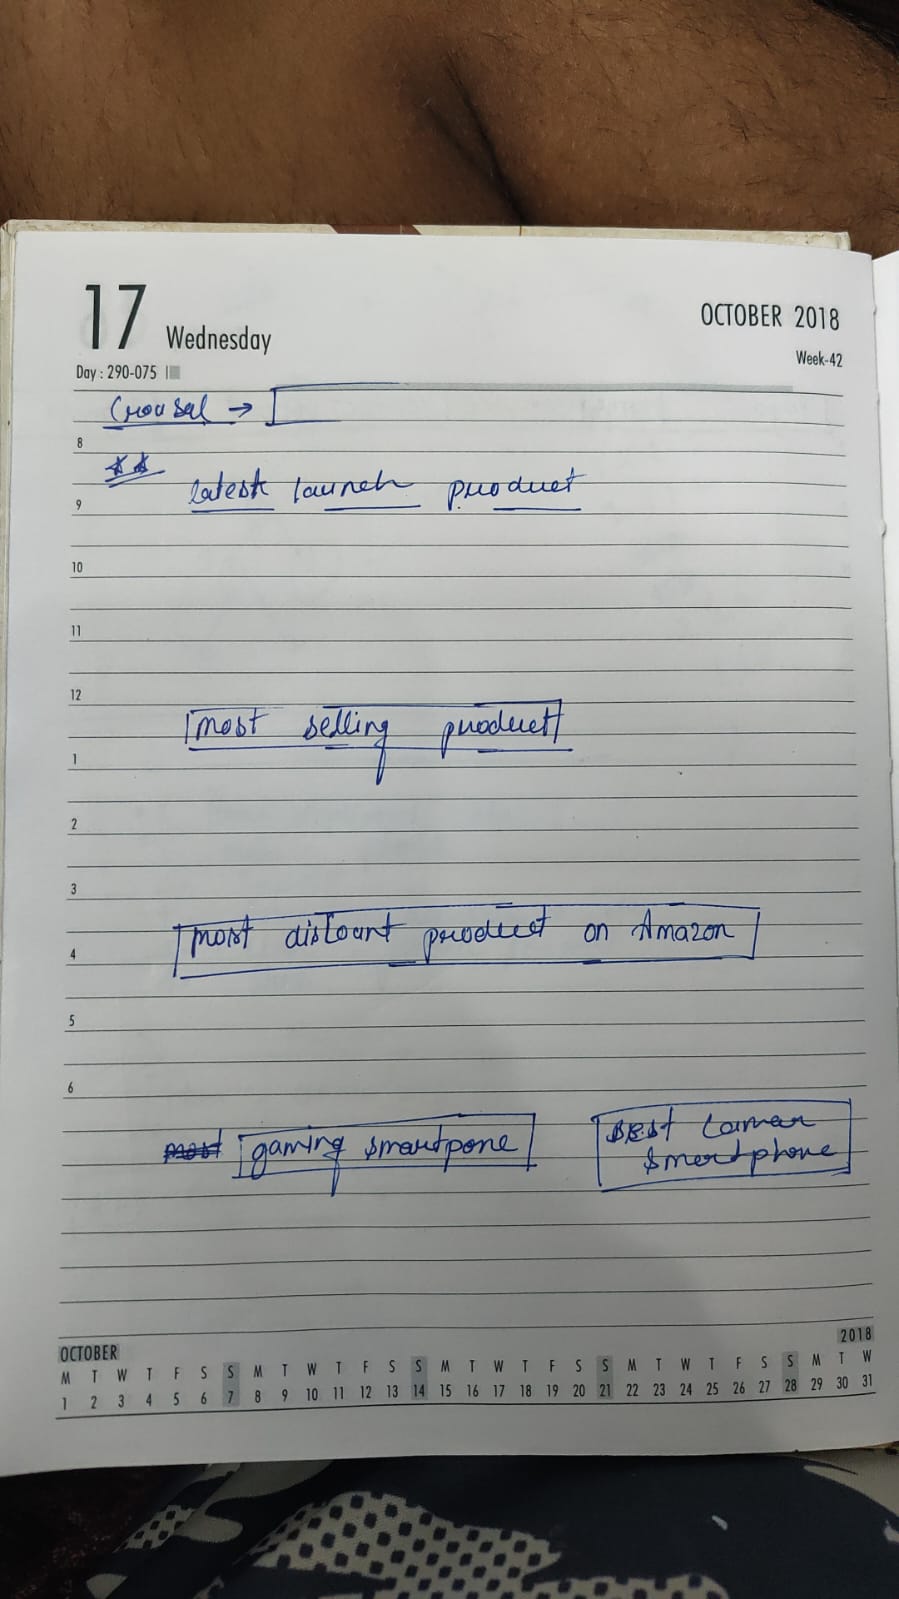 17 Wednesday
OCTOBER 2018
Week-42
Day : 290-075
Crousal →
8
**
latest launch product
9
10
11
12
most selling product
1
2
3
most discount product on Amazon
4
5
6
most gaming smartpone
Best Camer
Smartphone
OCTOBER 2018
M T W T F S S M T W T F S S M T W T F S S M T W T F S S M T W
1 2 3 4 5 6 7 8 9 10 11 12 13 14 15 16 17 18 19 20 21 22 23 24 25 26 27 28 29 30 31